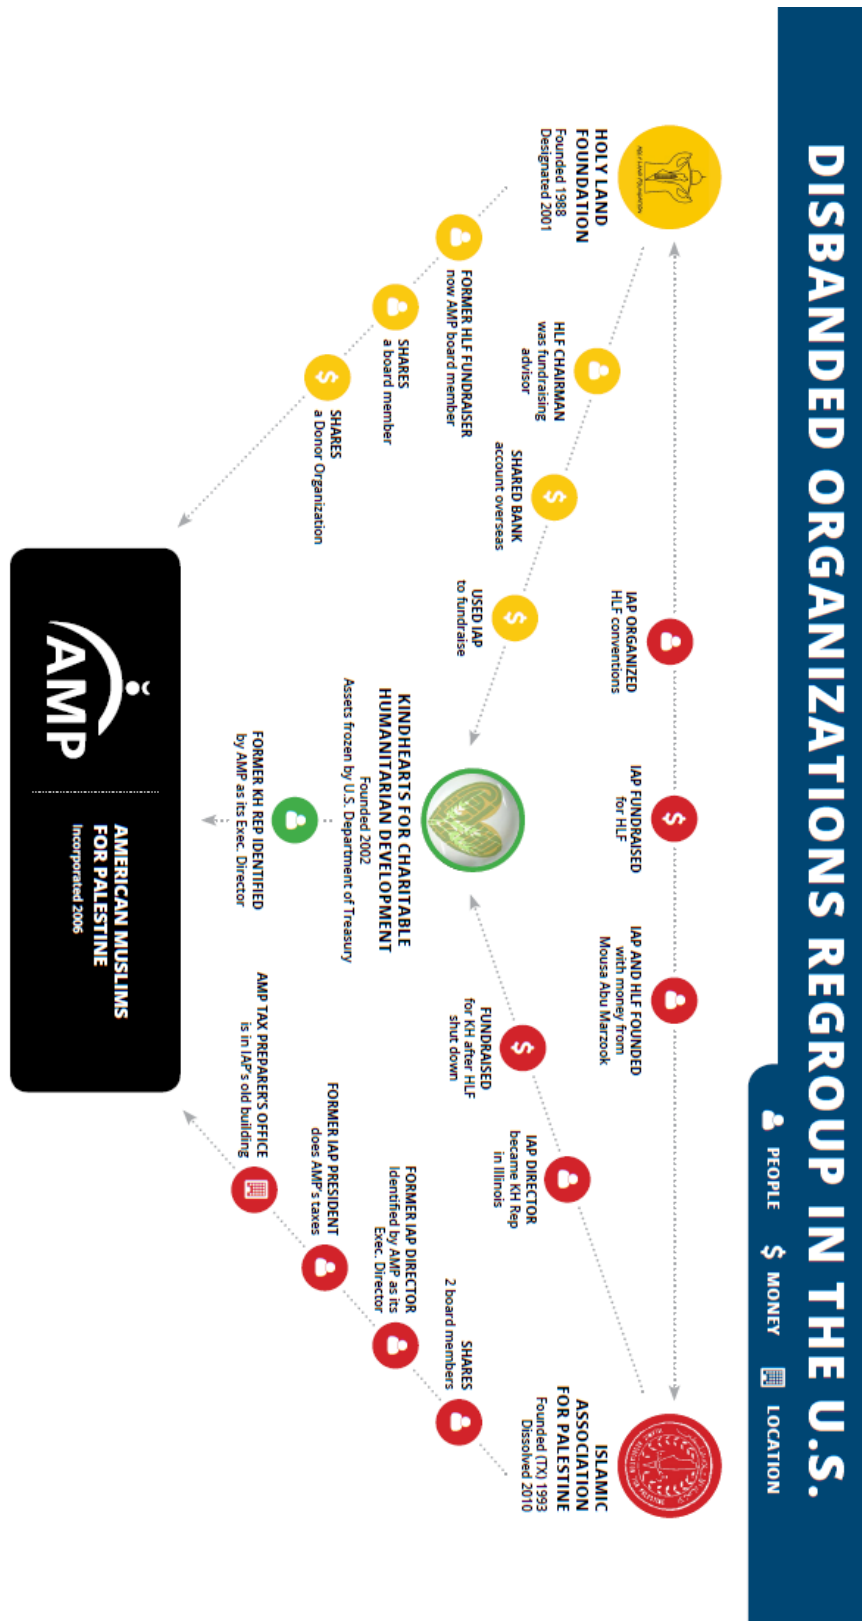 DISBANDED ORGANIZATIONS REGROUP IN THE U.S.
PEOPLE
MONEY
LOCATION
HOLY LAND FOUNDATION
HOLY LAND
FOUNDATION
Founded 1988
Designated 2001
IAP ORGANIZED
HLF conventions
IAP FUNDRAISED
for HLF
IAP AND HLF FOUNDED
with money from
Mousa Abu Marzook
ISLAMIC
ASSOCIATION
FOR PALESTINE
Founded (TX) 1993
Dissolved 2010
HLF CHAIRMAN
was fundraising
advisor
SHARED BANK
account overseas
USED IAP
to fundraise
FUNDRAISED
for KH after HLF
shut down
IAP DIRECTOR
became KH Rep
in Illinois
KINDHEARTS FOR CHARITABLE
HUMANITARIAN DEVELOPMENT
Founded 2002
Assets frozen by U.S. Department of Treasury
FORMER HLF FUNDRAISER
now AMP board member
SHARES
a board member
SHARES
a Donor Organization
FORMER KH REP IDENTIFIED
by AMP as its Exec. Director
SHARES
2 board members
FORMER IAP DIRECTOR
Identified by AMP as its
Exec. Director
FORMER IAP PRESIDENT
does AMP's taxes
AMP TAX PREPARER'S OFFICE
is in IAP's old building
AMP
AMERICAN MUSLIMS
FOR PALESTINE
Incorporated 2006